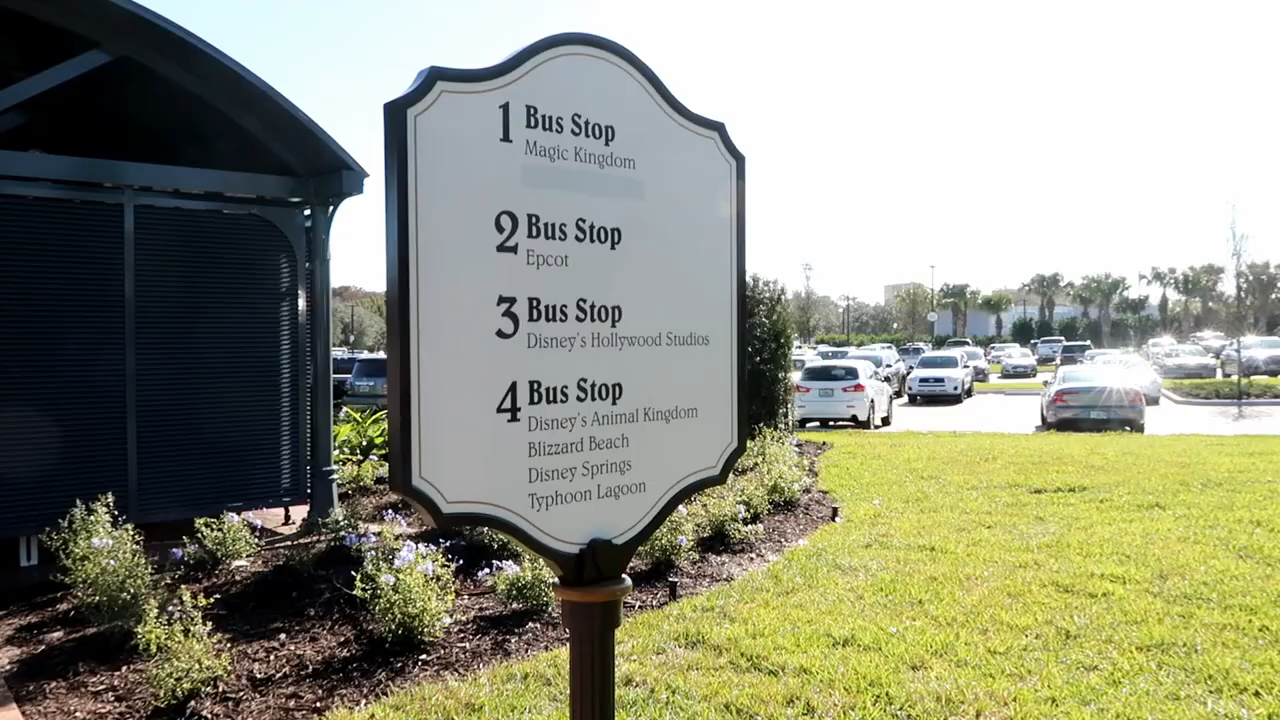 1 Bus Stop
Magic Kingdom
2 Bus Stop
Epcot
3 Bus Stop
Disney's Hollywood Studios
4 Bus Stop
Disney's Animal Kingdom
Blizzard Beach
Disney Springs
Typhoon Lagoon